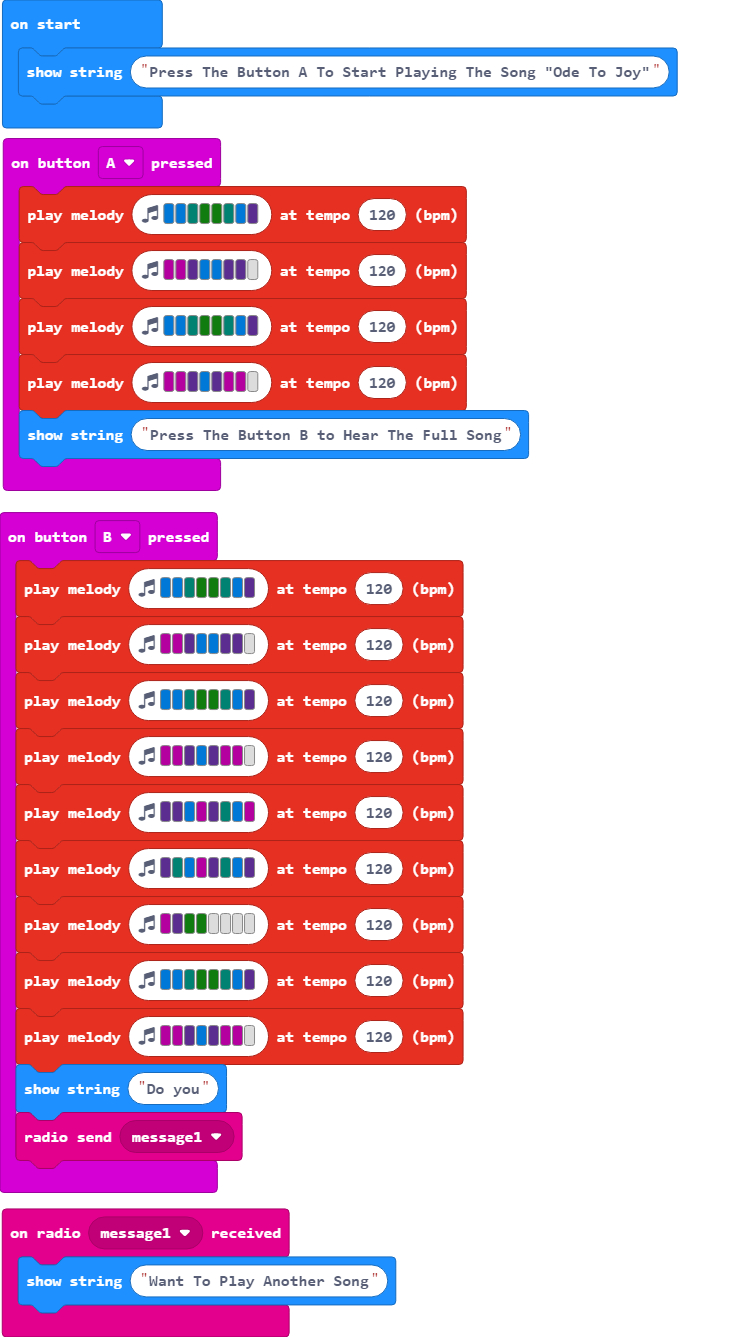 on start
show string "Press The Button A To Start Playing The Song "Ode To Joy""
on button A pressed
play melody at tempo 120 (bpm)
play melody at tempo 120 (bpm)
play melody at tempo 120 (bpm)
play melody at tempo 120 (bpm)
show string "Press The Button B to Hear The Full Song"
on button B pressed
play melody at tempo 120 (bpm)
play melody at tempo 120 (bpm)
play melody at tempo 120 (bpm)
play melody at tempo 120 (bpm)
play melody at tempo 120 (bpm)
play melody at tempo 120 (bpm)
play melody at tempo 120 (bpm)
play melody at tempo 120 (bpm)
play melody at tempo 120 (bpm)
show string "Do you"
radio send message1
on radio message1 received
show string "Want To Play Another Song"